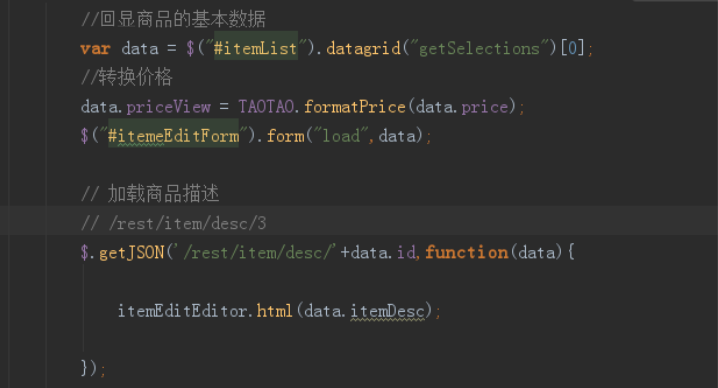 //回显商品的基本数据
var data = $("#itemList").datagrid("getSelections")[0];
//转换价格
data.priceView = TAOTAO.formatPrice(data.price);
$("#itemeEditForm").form("load",data);
// 加载商品描述
// /rest/item/desc/3
$.getJSON('/rest/item/desc/'+data.id,function(data){
itemEditEditor.html(data.itemDesc);
});